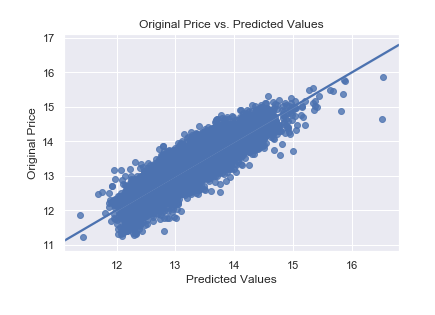 Original Price vs. Predicted Values
17
16
15
14
13
12
11
Original Price
12 13 14 15 16
Predicted Values